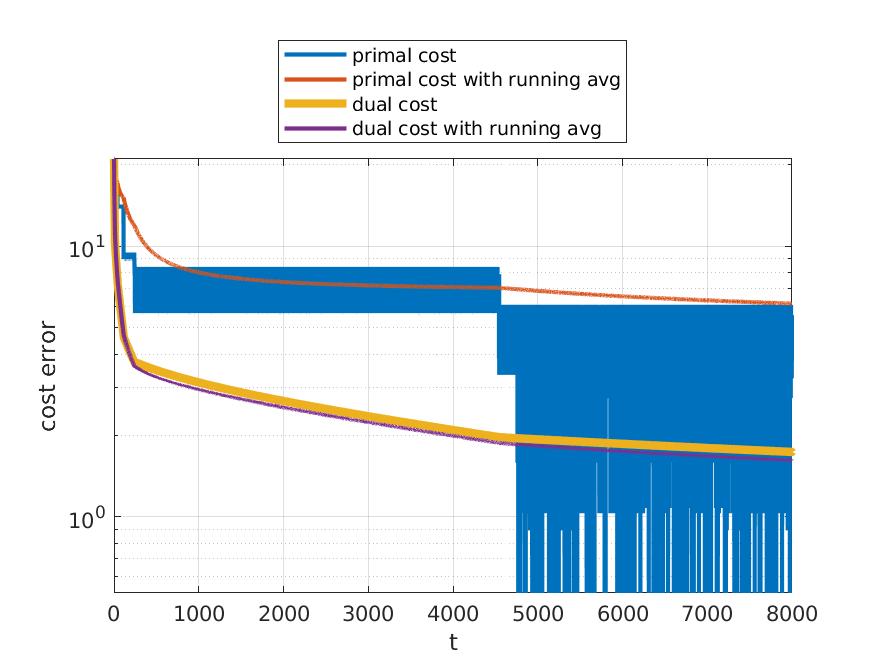 primal cost
primal cost with running avg
dual cost
dual cost with running avg
10^1
10^0
cost error
0 1000 2000 3000 4000 5000 6000 7000 8000
t